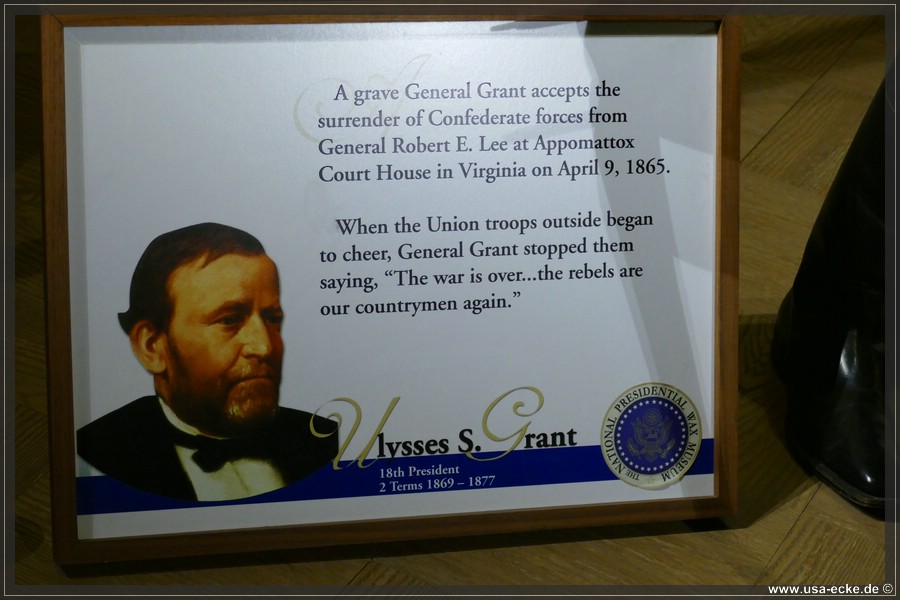 A grave General Grant accepts the
surrender of Confederate forces from
General Robert E. Lee at Appomattox
Court House in Virginia on April 9, 1865.
When the Union troops outside began
to cheer, General Grant stopped them
saying, “The war is over...the rebels are
our countrymen again.”
Ulysses S. Grant
18th President
2 Terms 1869 – 1877
THE NATIONAL PRESIDENTIAL WAX MUSEUM
www.usa-ecke.de ©